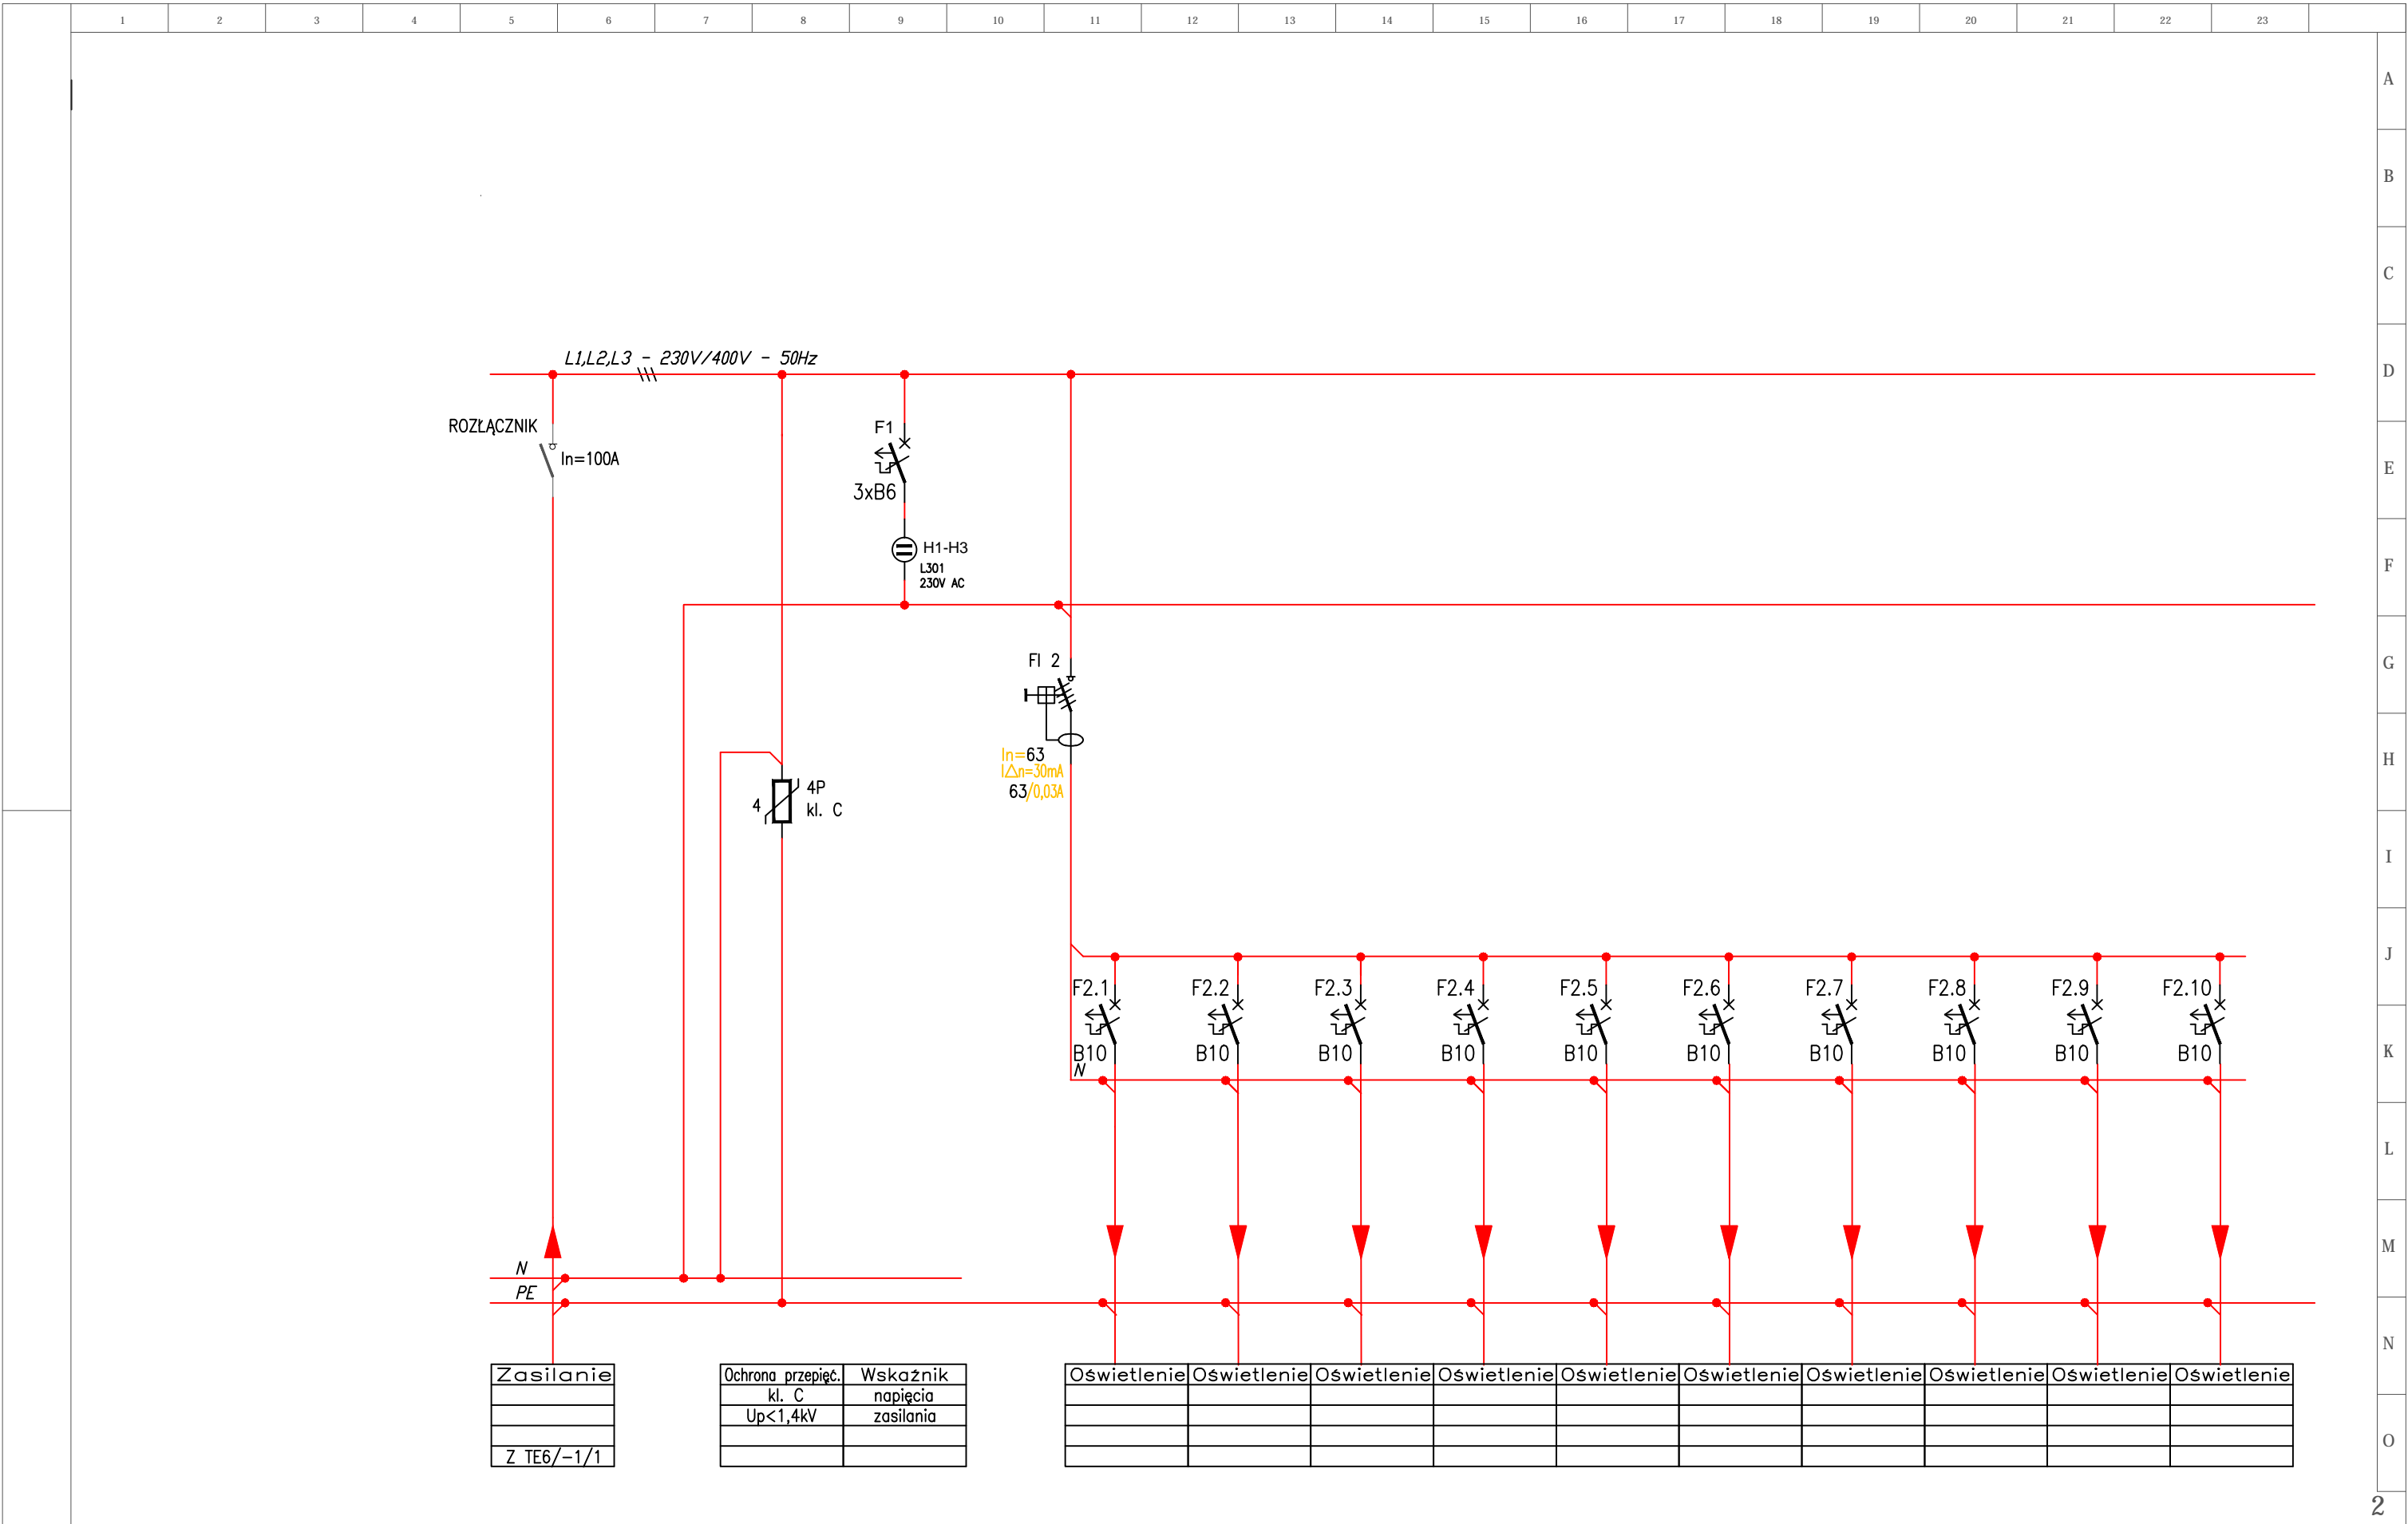 1 2 3 4 5 6 7 8 9 10 11 12 13 14 15 16 17 18 19 20 21 22 23
A
B
C
D
E
F
G
H
I
J
K
L
M
N
O
L1,L2,L3 - 230V/400V - 50Hz
ROZŁĄCZNIK
In=100A
F1
3xB6
H1-H3
L301
230V AC
FI 2
In=63
I△n=30mA
63/0,03A
4
4P
kl. C
F2.1 F2.2 F2.3 F2.4 F2.5 F2.6 F2.7 F2.8 F2.9 F2.10
B10 B10 B10 B10 B10 B10 B10 B10 B10 B10
N
N
PE
Zasilanie
Z TE6/-1/1
Ochrona przepięć.
kl. C
Up<1,4kV
Wskaźnik
napięcia
zasilania
Oświetlenie Oświetlenie Oświetlenie Oświetlenie Oświetlenie Oświetlenie Oświetlenie Oświetlenie Oświetlenie Oświetlenie
2